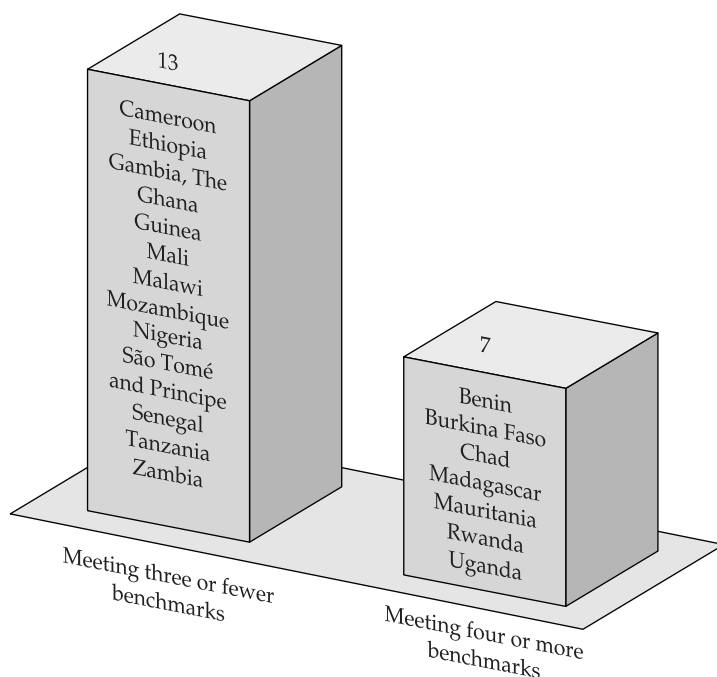 13
Cameroon
Ethiopia
Gambia, The
Ghana
Guinea
Mali
Malawi
Mozambique
Nigeria
São Tomé
and Principe
Senegal
Tanzania
Zambia
Meeting three or fewer
benchmarks
7
Benin
Burkina Faso
Chad
Madagascar
Mauritania
Rwanda
Uganda
Meeting four or more
benchmarks